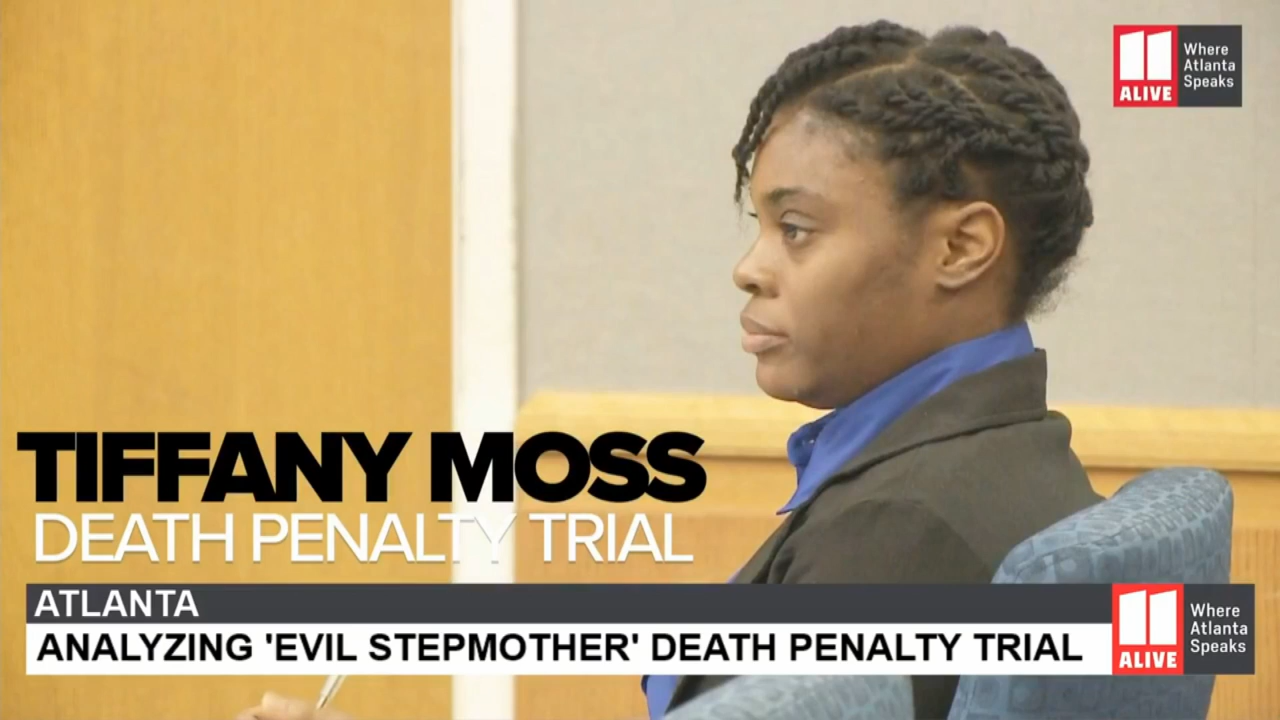 11
ALIVE
Where
Atlanta
Speaks
TIFFANY MOSS
DEATH PENALTY TRIAL
ATLANTA
ANALYZING 'EVIL STEPMOTHER' DEATH PENALTY TRIAL
11
ALIVE
Where
Atlanta
Speaks